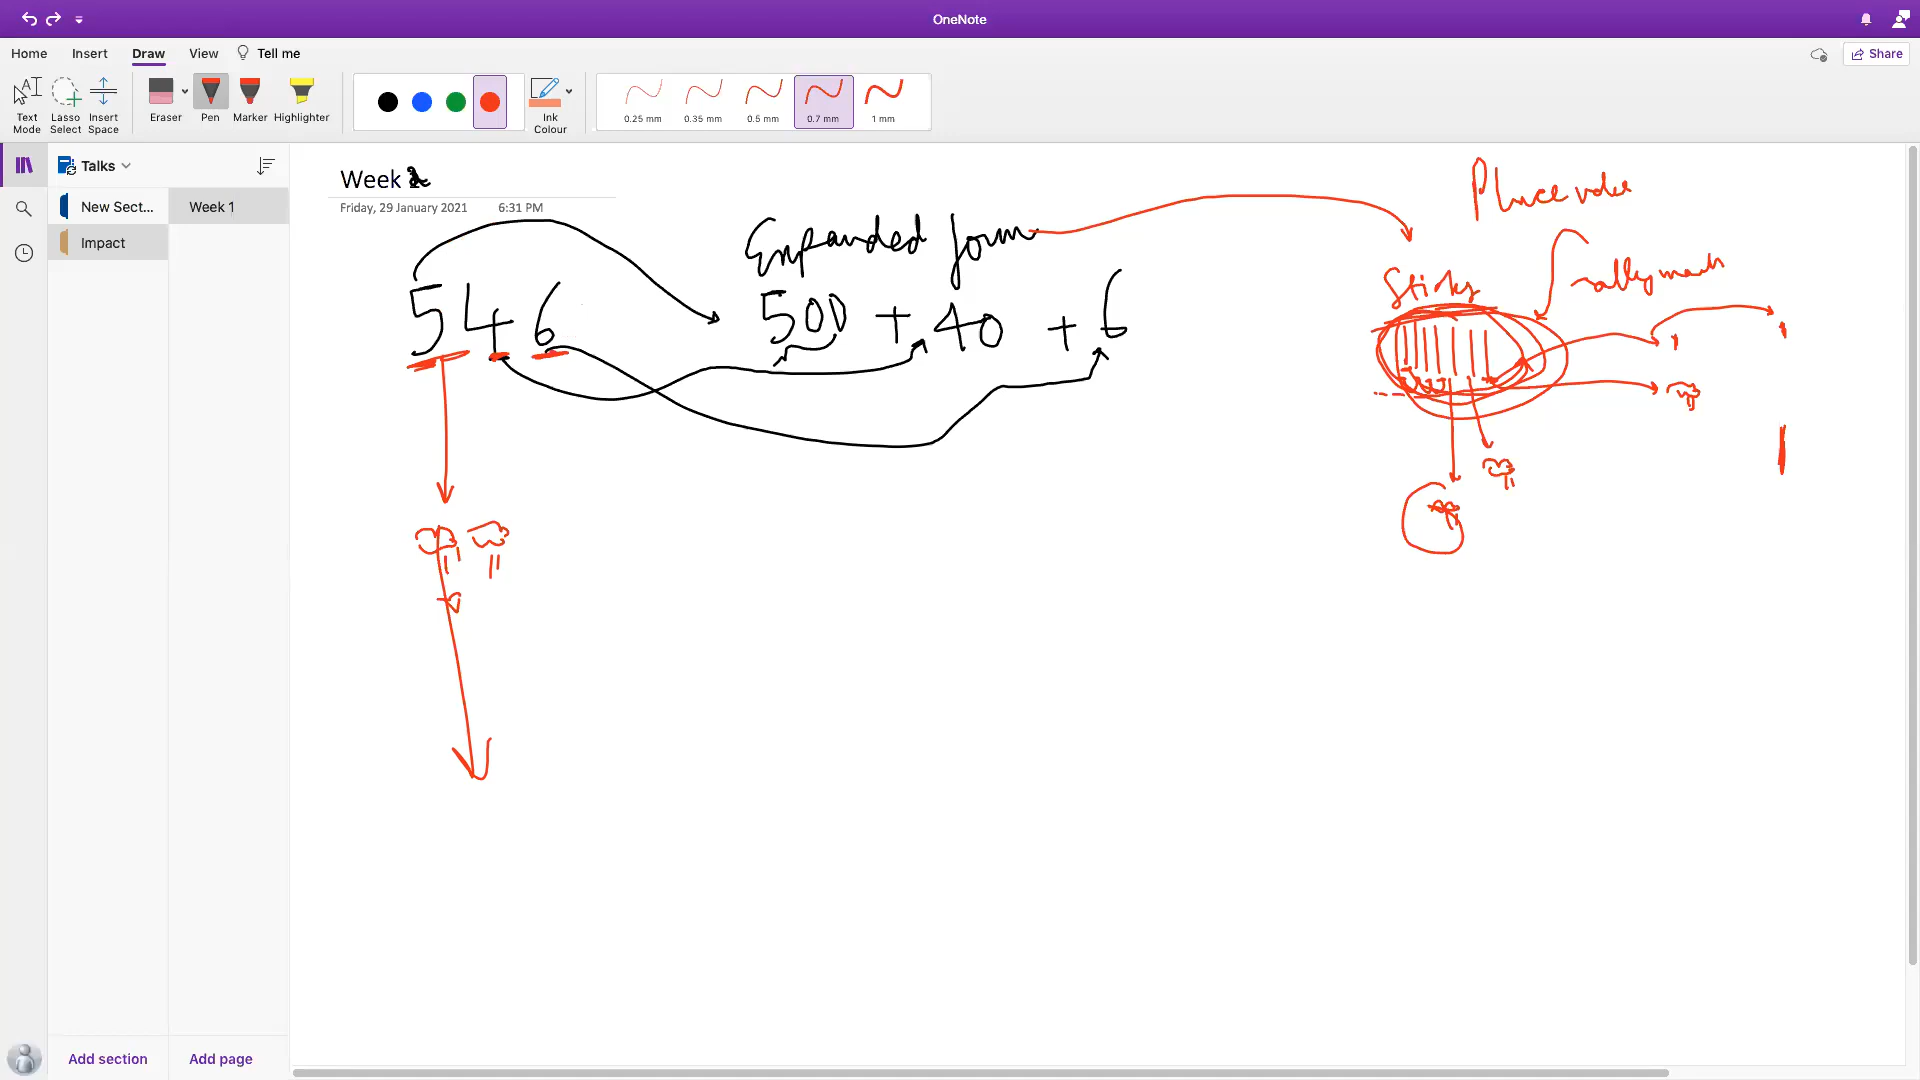 OneNote
Home Insert Draw View Tell me
Share
Text Mode
Lasso Select
Insert Space
Eraser
Pen
Marker
Highlighter
Ink Colour
0.25 mm
0.35 mm
0.5 mm
0.7 mm
1 mm
Talks
New Sect...
Impact
Week 1
Week 2
Friday, 29 January 2021 6:31 PM
Expanded form
546
500 + 40 + 6
Place value
Sticks
tally mark
Add section
Add page